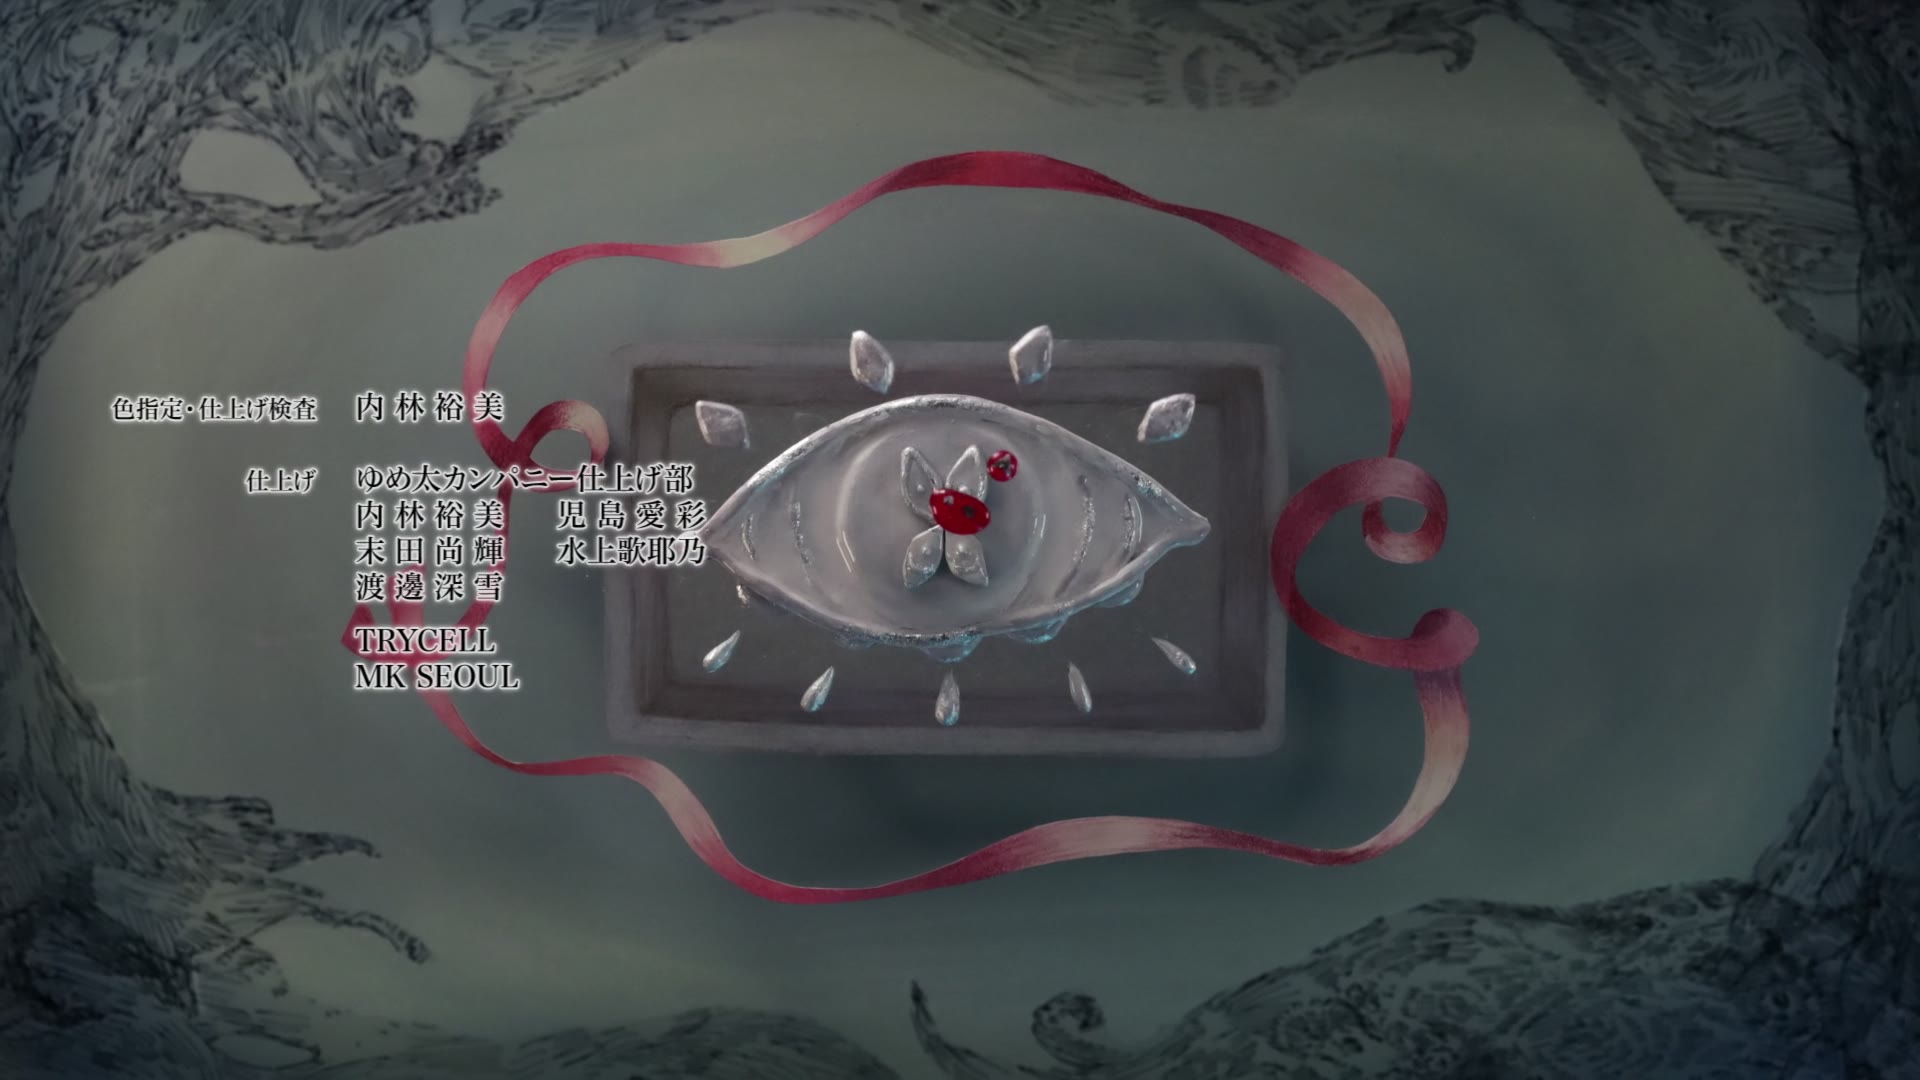 色指定・仕上げ検査 内林裕美
仕上げ ゆめ太カンパニー仕上げ部
内林裕美 児島愛彩
末田尚輝 水上歌耶乃
渡邊深雪
TRYCELL
MK SEOUL